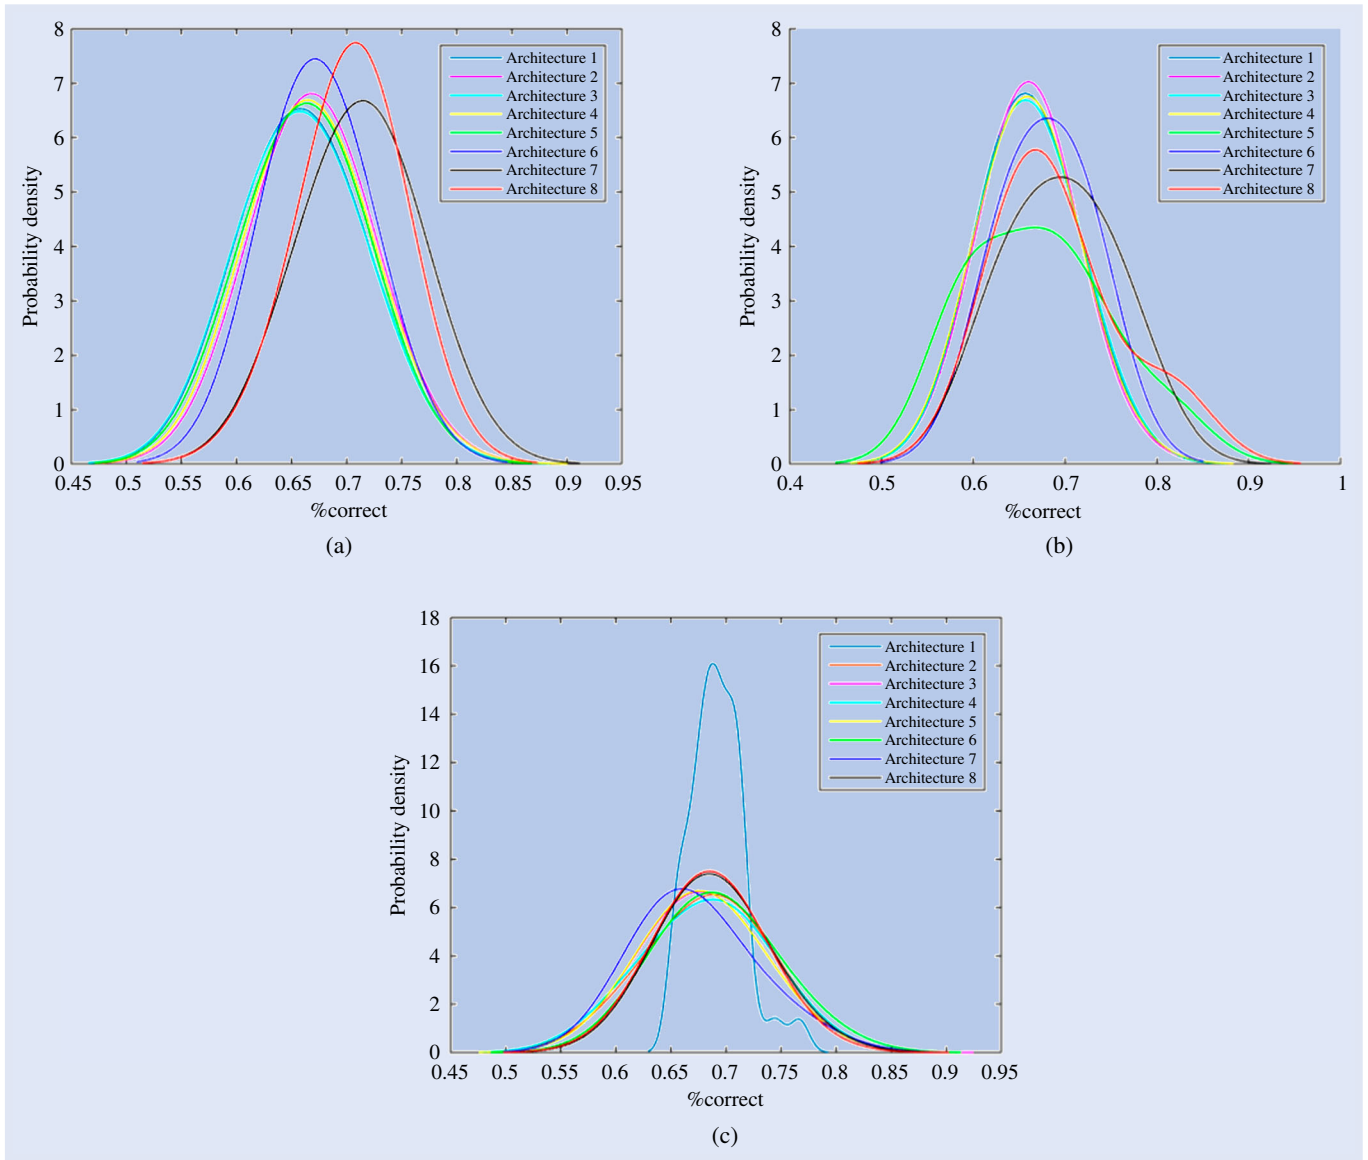 8
7
6
5
4
3
2
1
0
Probability density
0.45 0.5 0.55 0.6 0.65 0.7 0.75 0.8 0.85 0.9 0.95
%correct
(a)
Architecture 1
Architecture 2
Architecture 3
Architecture 4
Architecture 5
Architecture 6
Architecture 7
Architecture 8
8
7
6
5
4
3
2
1
0
Probability density
0.4 0.5 0.6 0.7 0.8 0.9 1
%correct
(b)
Architecture 1
Architecture 2
Architecture 3
Architecture 4
Architecture 5
Architecture 6
Architecture 7
Architecture 8
18
16
14
12
10
8
6
4
2
0
Probability density
0.45 0.5 0.55 0.6 0.65 0.7 0.75 0.8 0.85 0.9 0.95
%correct
(c)
Architecture 1
Architecture 2
Architecture 3
Architecture 4
Architecture 5
Architecture 6
Architecture 7
Architecture 8